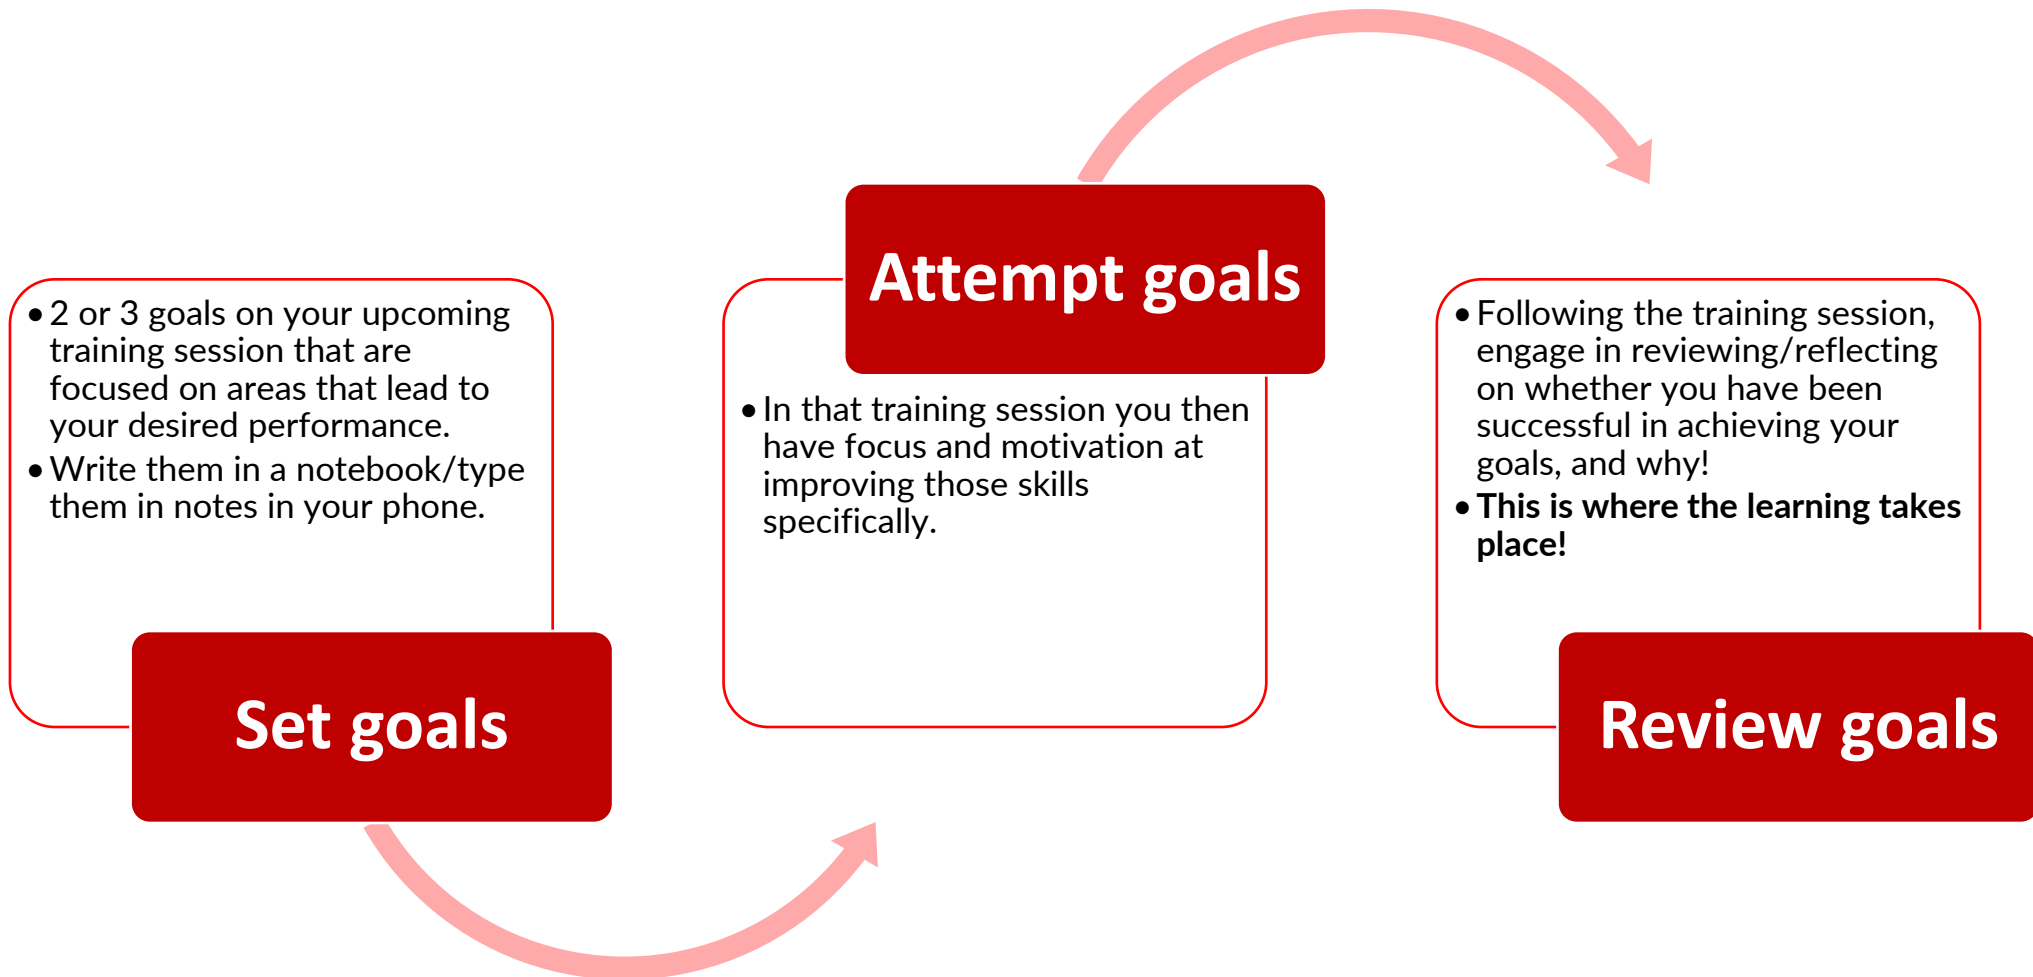 • 2 or 3 goals on your upcoming
training session that are
focused on areas that lead to
your desired performance.
• Write them in a notebook/type
them in notes in your phone.
Set goals
Attempt goals
• In that training session you then
have focus and motivation at
improving those skills
specifically.
• Following the training session,
engage in reviewing/reflecting
on whether you have been
successful in achieving your
goals, and why!
• This is where the learning takes
place!
Review goals